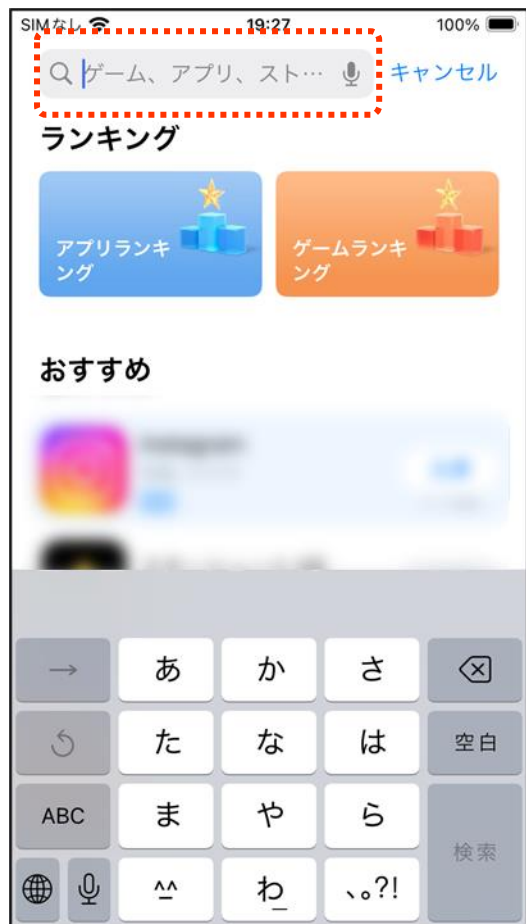 SIMなし 19:27 100%
ゲーム、アプリ、スト… キャンセル
ランキング
アプリランキ
ング
ゲームランキ
ング
おすすめ
→ あ か さ
た な は 空白
ABC ま や ら
検索
^^ わ_ 、。?!